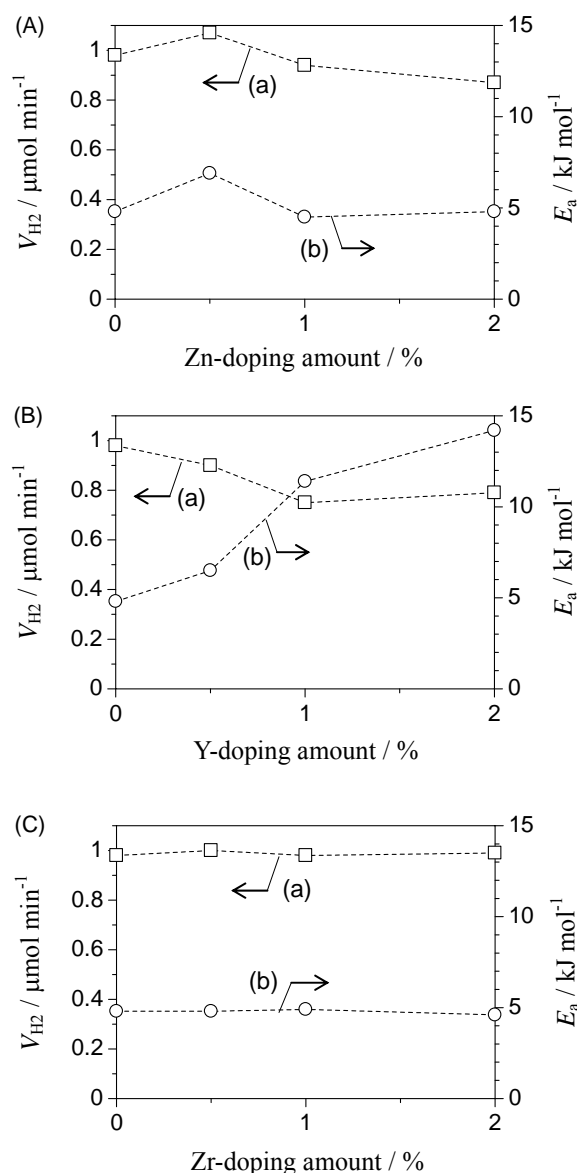 (A)
1
0.8
0.6
0.4
0.2
0
V_H2 / μmol min^-1
(a)
(b)
15
10
5
0
E_a / kJ mol^-1
0 1 2
Zn-doping amount / %
(B)
1
0.8
0.6
0.4
0.2
0
V_H2 / μmol min^-1
(a)
(b)
15
10
5
0
E_a / kJ mol^-1
0 1 2
Y-doping amount / %
(C)
1
0.8
0.6
0.4
0.2
0
V_H2 / μmol min^-1
(a)
(b)
15
10
5
0
E_a / kJ mol^-1
0 1 2
Zr-doping amount / %